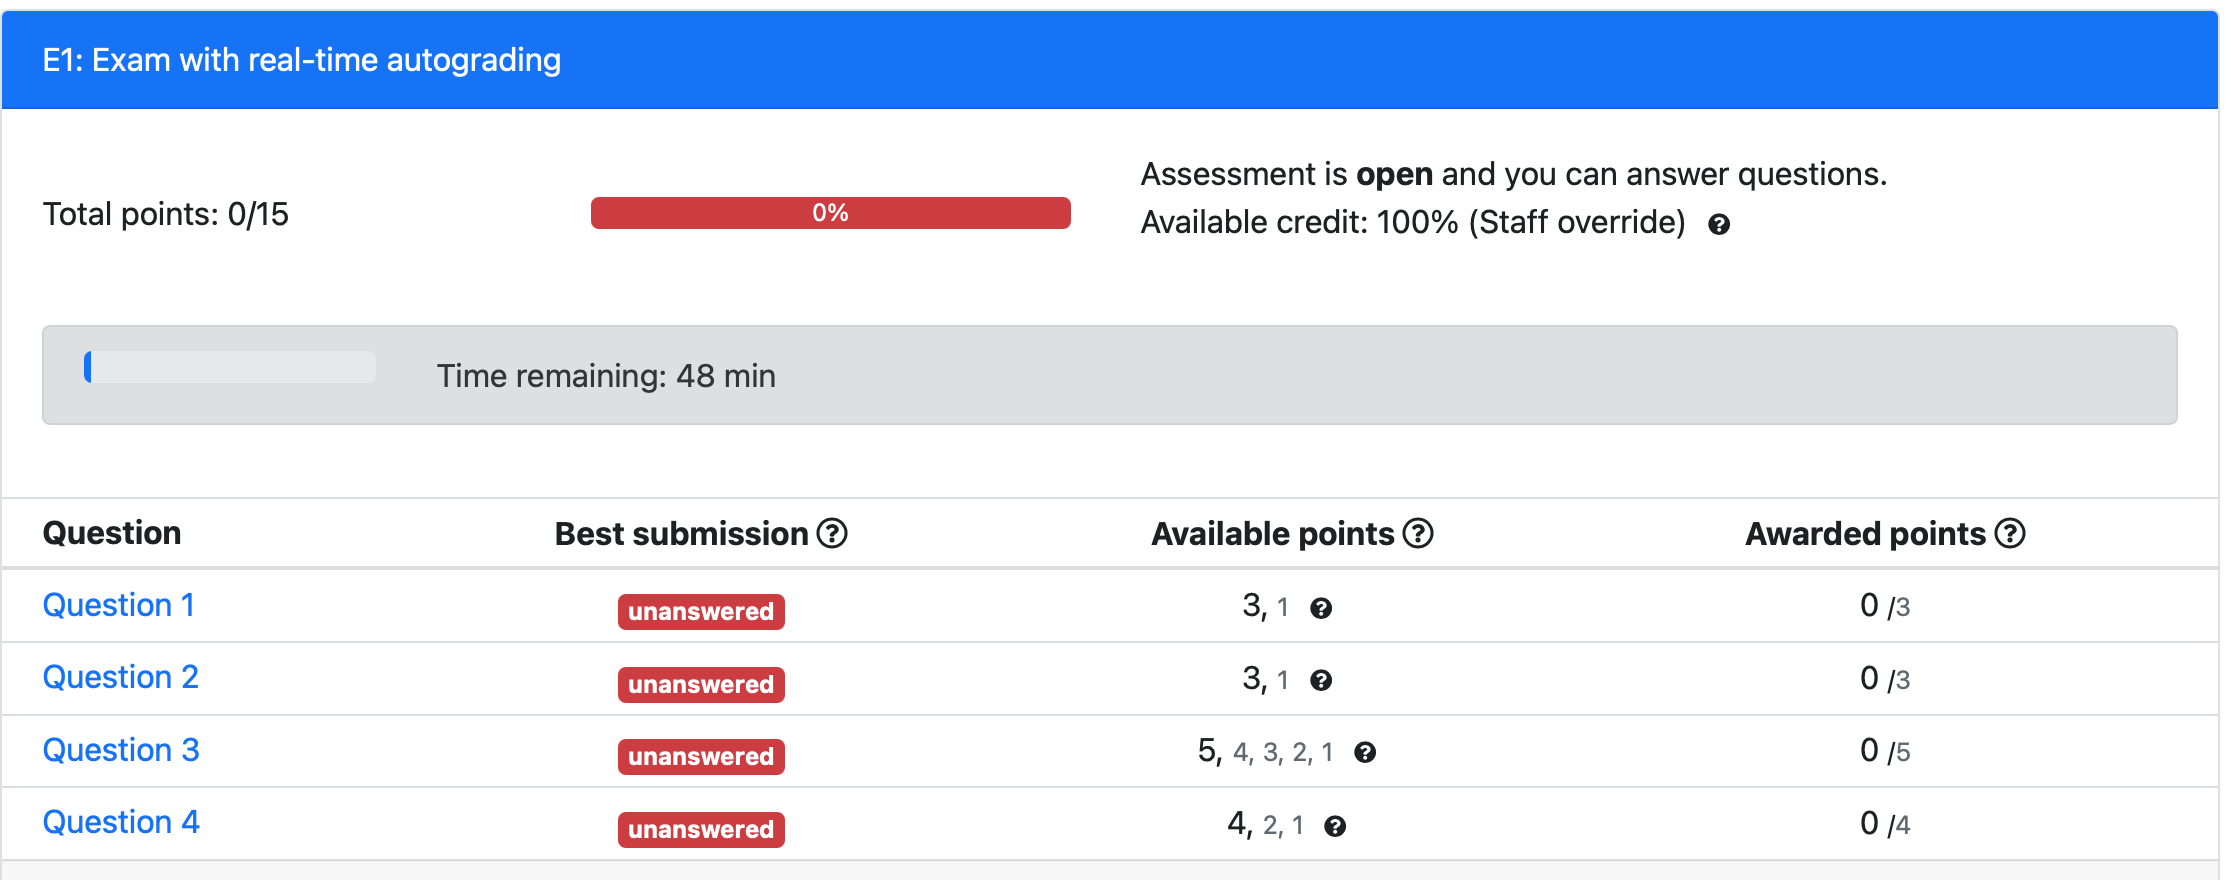 E1: Exam with real-time autograding
Total points: 0/15
0%
Assessment is open and you can answer questions.
Available credit: 100% (Staff override)
Time remaining: 48 min
Question Best submission Available points Awarded points
Question 1 unanswered 3, 1 0 /3
Question 2 unanswered 3, 1 0 /3
Question 3 unanswered 5, 4, 3, 2, 1 0 /5
Question 4 unanswered 4, 2, 1 0 /4